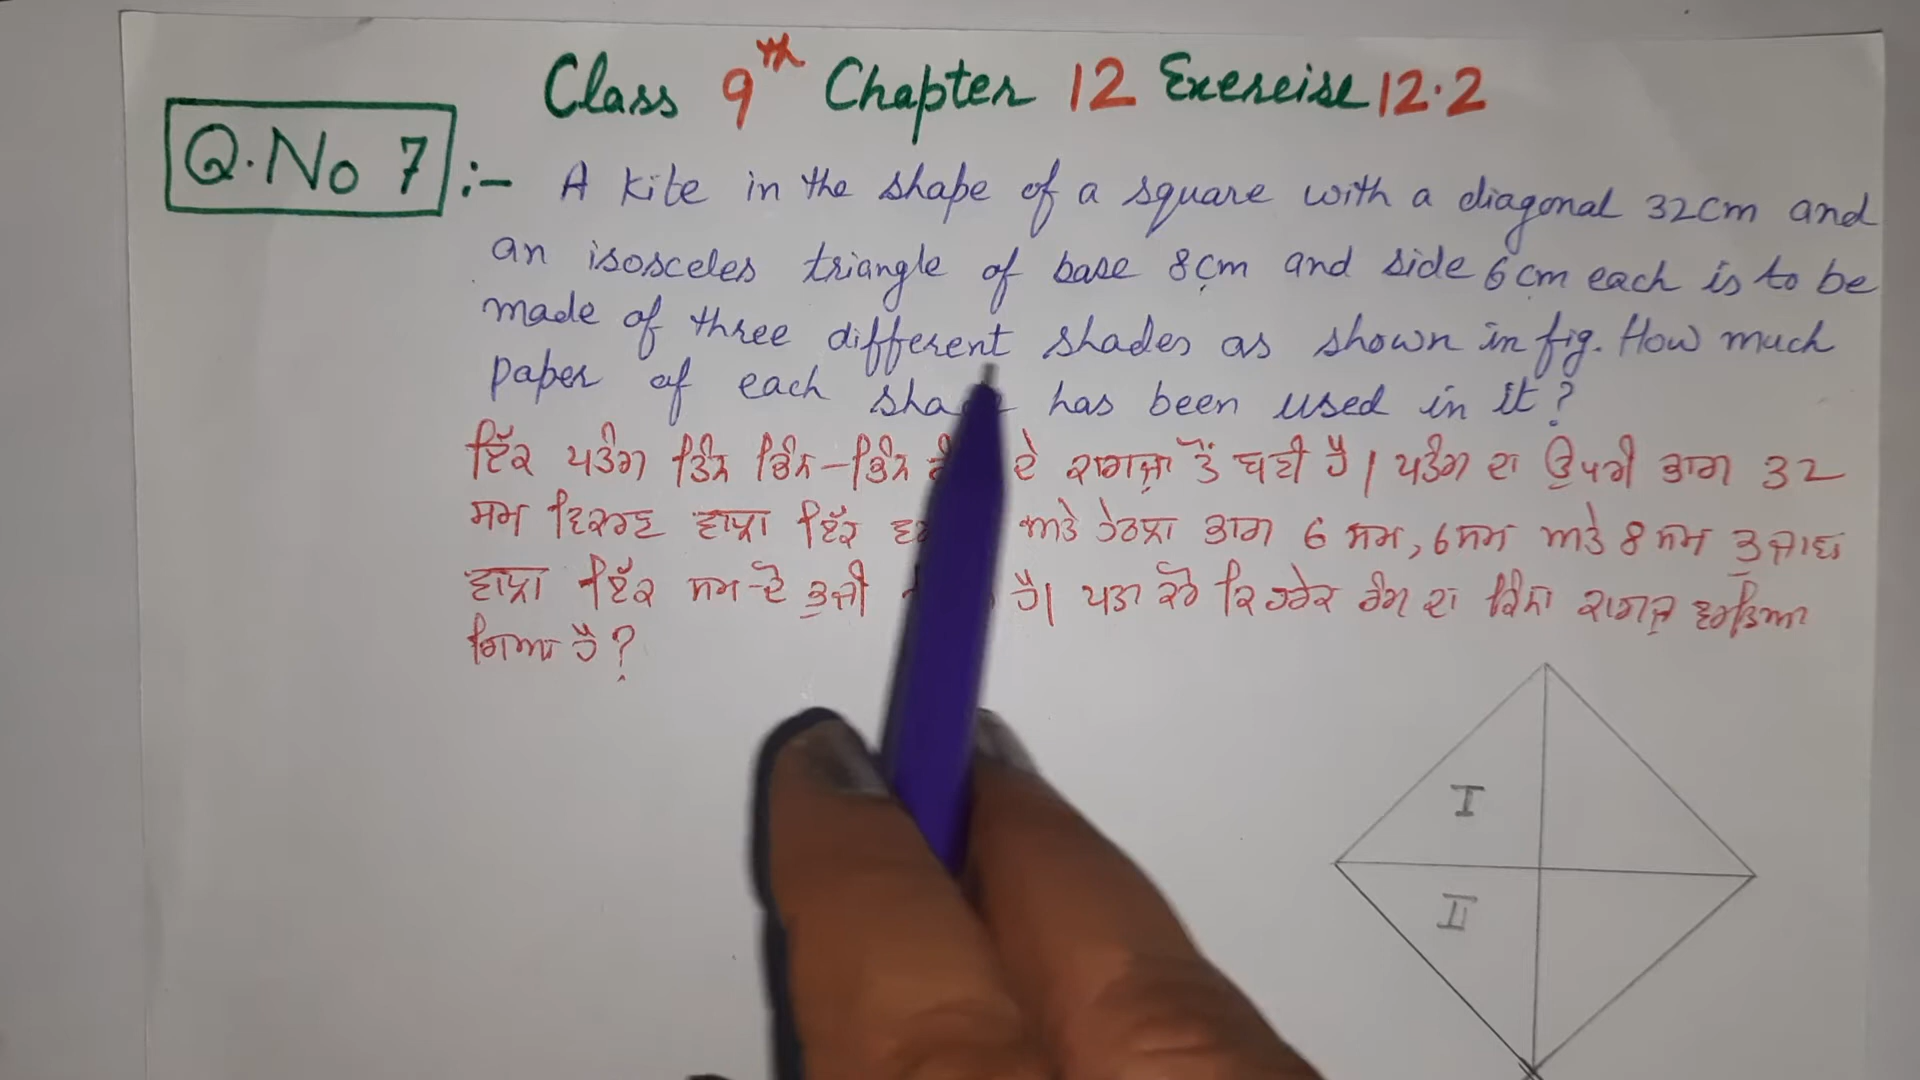 Class 9th Chapter 12 Exercise 12.2
Q.No 7 :- A kite in the shape of a square with a diagonal 32cm and
an isosceles triangle of base 8cm and side 6cm each is to be
made of three different shades as shown in fig. How much
paper of each has been used in it?
ਇੱਕ ਪਤੰਗ ਤਿੰਨ ਭਿੰਨ-ਭਿੰਨ ਦੇ ਕਾਗਜ਼ਾਂ ਤੋਂ ਬਣੀ ਹੈ। ਪਤੰਗ ਦਾ ਉਪਰੀ ਭਾਗ 32
ਸਮ ਵਿਕਰਣ ਵਾਲਾ ਇੱਕ ਅਤੇ ਹੇਠਲਾ ਭਾਗ 6 ਸਮ, 6ਸਮ ਅਤੇ 8 ਸਮ ਭੁਜਾਵਾਂ
ਵਾਲਾ ਇੱਕ ਸਮ-ਦੋ ਭੁਜੀ ਹੈ। ਪਤਾ ਕਰੋ ਕਿ ਹਰੇਕ ਰੰਗ ਦਾ ਕਿੰਨਾ ਕਾਗਜ਼ ਵਰਤਿਆ
ਗਿਆ ਹੈ?
I
II